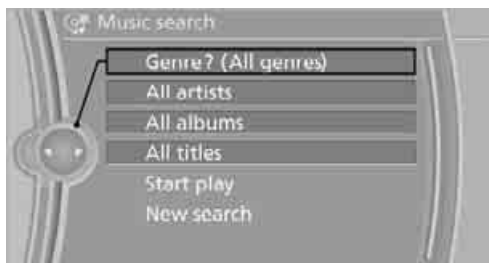 Music search
Genre? (All genres)
All artists
All albums
All titles
Start play
New search